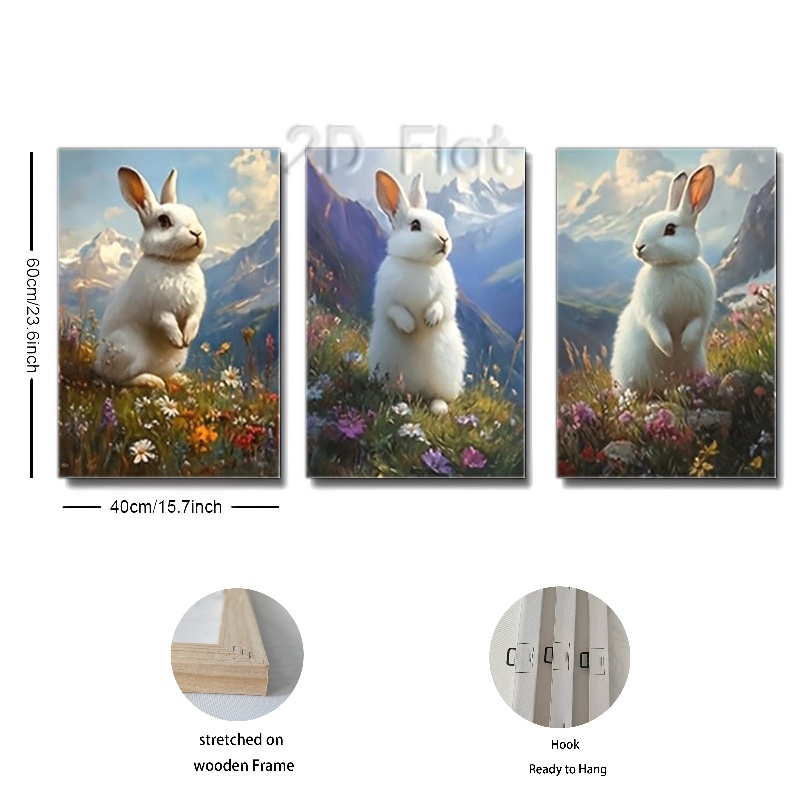 2D Flat
60cm/23.6inch
40cm/15.7inch
stretched on
wooden Frame
Hook
Ready to Hang